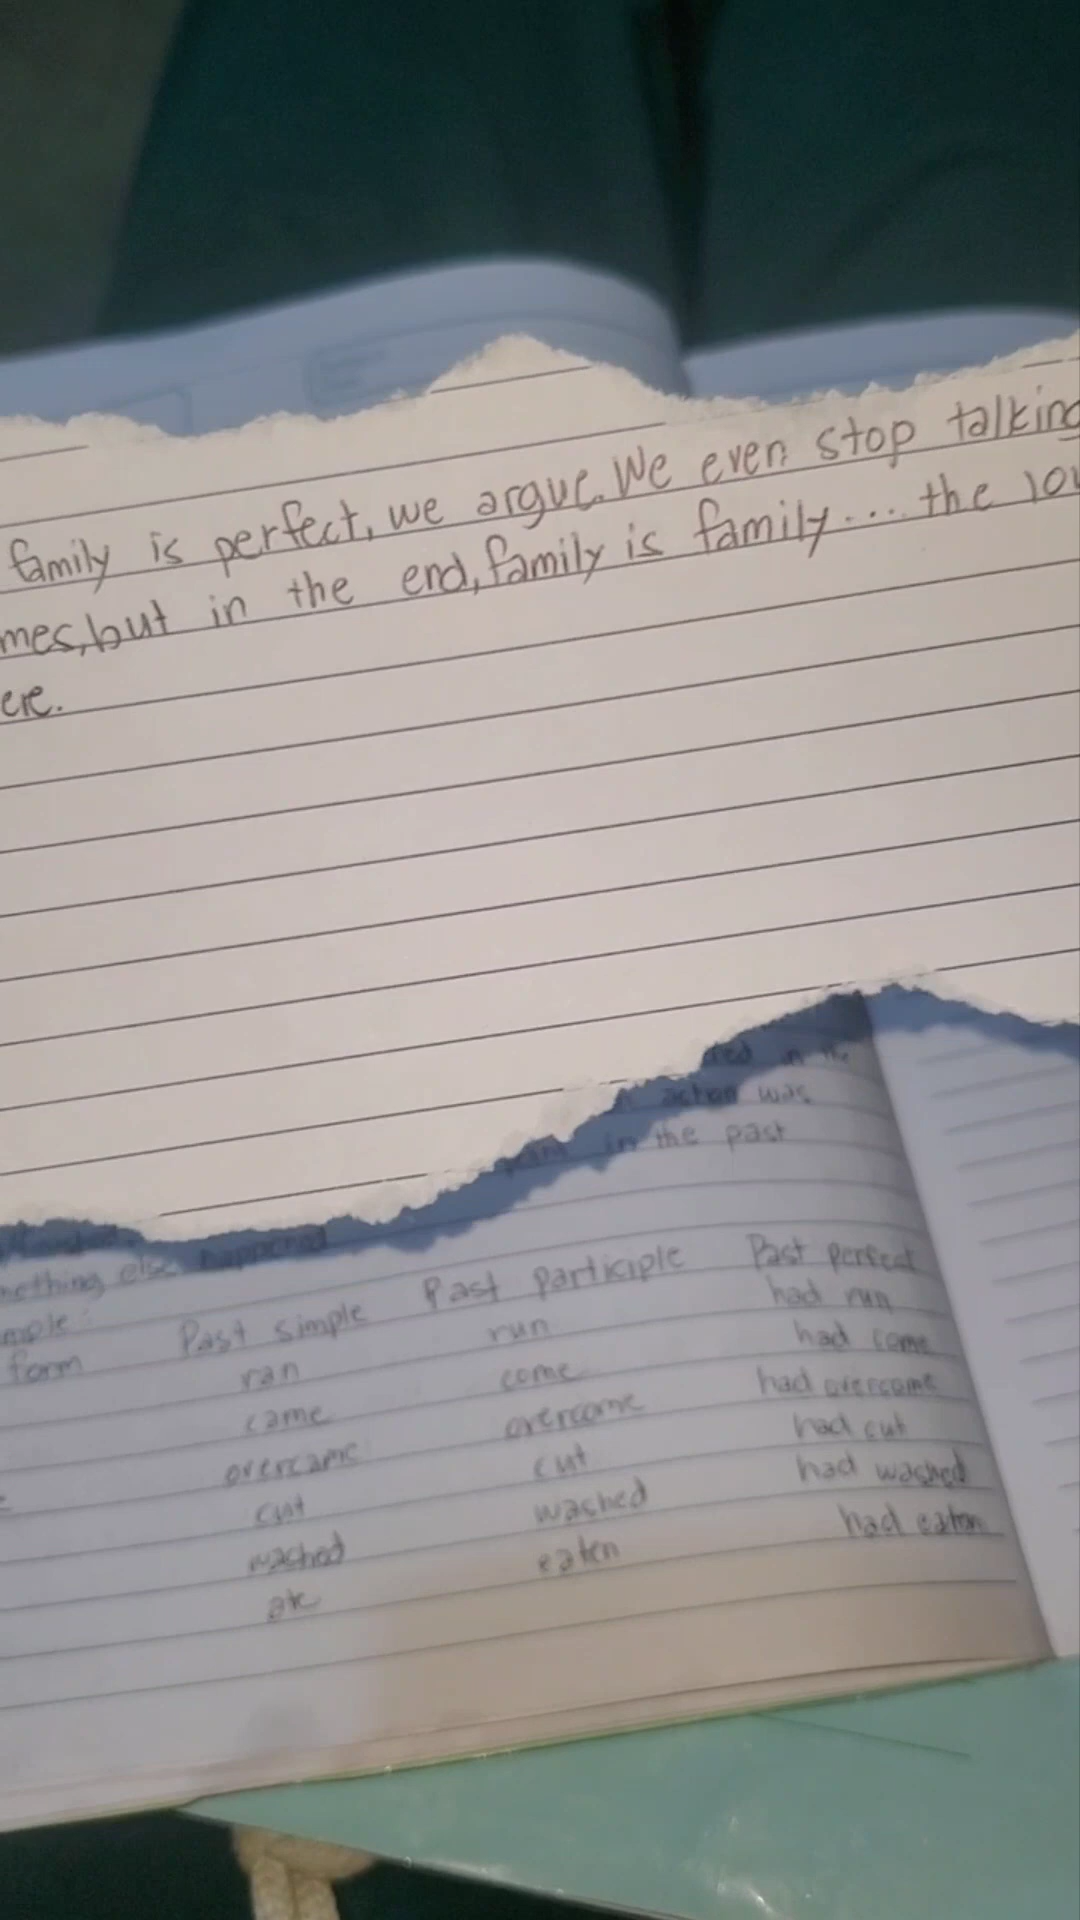 family is perfect, we argue. We even stop talking
mes, but in the end, family is family.... the
ere.
in the
action was
in the past
happened
mething else
mple:
form Past simple Past participle Past perfect
ran run had run
came come had come
overcame overcome had overcome
cut cut had cut
washed washed had washed
ate eaten had eaten